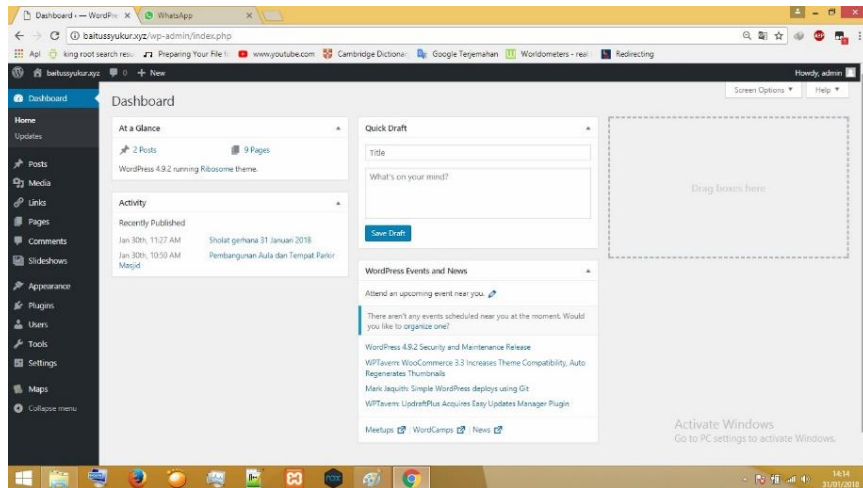 Dashboard ‹ — WordPre
WhatsApp
baitussyukur.xyz/wp-admin/index.php
Apl
king root search resu
Preparing Your File
www.youtube.com
Cambridge Dictionar
Google Terjemahan
Worldometers - real
Redirecting
baitussyukur.xyz
0
+ New
Howdy, admin
Screen Options ▼
Help ▼
Dashboard
Home
Updates
Posts
Media
Links
Pages
Comments
Slideshows
Appearance
Plugins
Users
Tools
Settings
Maps
Collapse menu
Dashboard
At a Glance
2 Posts
9 Pages
WordPress 4.9.2 running Ribosome theme.
Activity
Recently Published
Jan 30th, 11:27 AM Sholat gerhana 31 Januari 2018
Jan 30th, 10:50 AM Pembangunan Aula dan Tempat Parkir
Masjid
Quick Draft
Title
What's on your mind?
Save Draft
WordPress Events and News
Attend an upcoming event near you.
There aren't any events scheduled near you at the moment. Would
you like to organize one?
WordPress 4.9.2 Security and Maintenance Release
WPTavern: WooCommerce 3.3 Increases Theme Compatibility, Auto
Regenerates Thumbnails
Mark Jaquith: Simple WordPress deploys using Git
WPTavern: UpdraftPlus Acquires Easy Updates Manager Plugin
Meetups | WordCamps | News
Drag boxes here
Activate Windows
Go to PC settings to activate Windows.
nox
14:14
31/01/2018